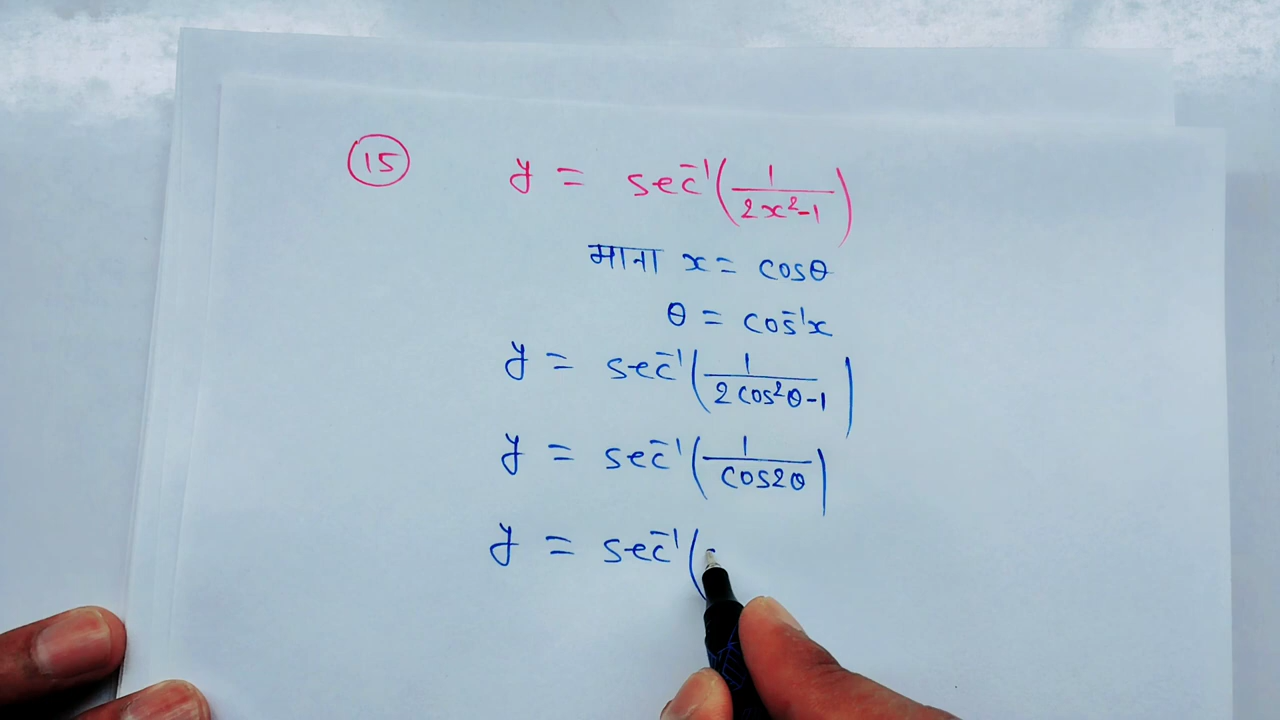 15 y = sec⁻¹(1/(2x²-1))
माना x = cosθ
θ = cos⁻¹x
y = sec⁻¹(1/(2cos²θ-1))
y = sec⁻¹(1/cos2θ)
y = sec⁻¹(